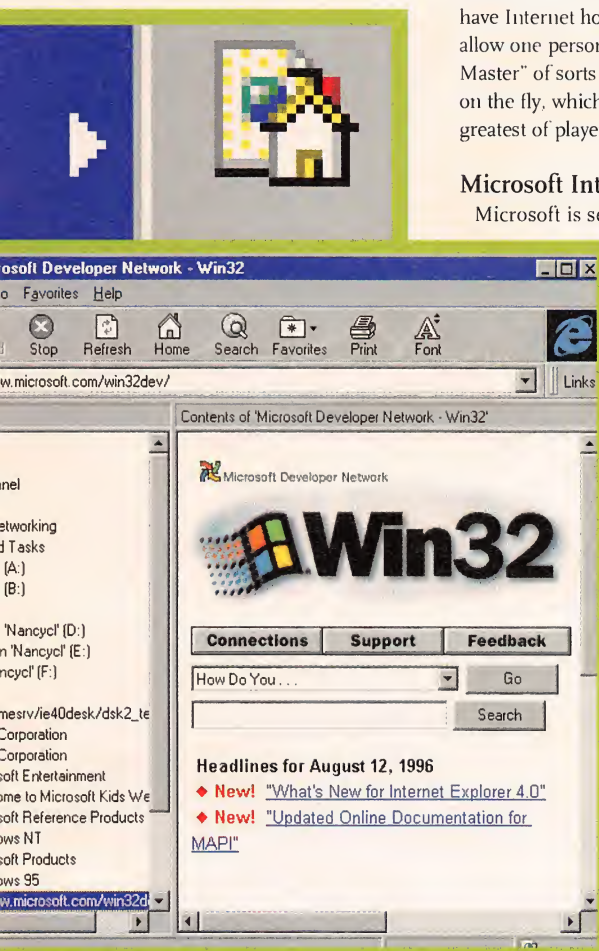 have Internet
allow one
Master" of sorts
on the fly, which
greatest of
Microsoft
Microsoft is
Microsoft Developer Network - Win32
Favorites Help
Stop Refresh Home Search Favorites Print Font
w.microsoft.com/win32dev/
Links
Contents of 'Microsoft Developer Network - Win32'
Microsoft Developer Network
Win32
Connections Support Feedback
How Do You . . . Go
Search
Headlines for August 12, 1996
New! "What's New for Internet Explorer 4.0"
New! "Updated Online Documentation for
MAPI"
nel
etworking
d Tasks
(A:)
(B:)
'Nancycl' (D:)
n 'Nancycl' (E:)
ncycl' (F:)
mesrv/ie40desk/dsk2_te
Corporation
Corporation
soft Entertainment
ome to Microsoft Kids We
soft Reference Products
ows NT
soft Products
ows 95
w.microsoft.com/win32d